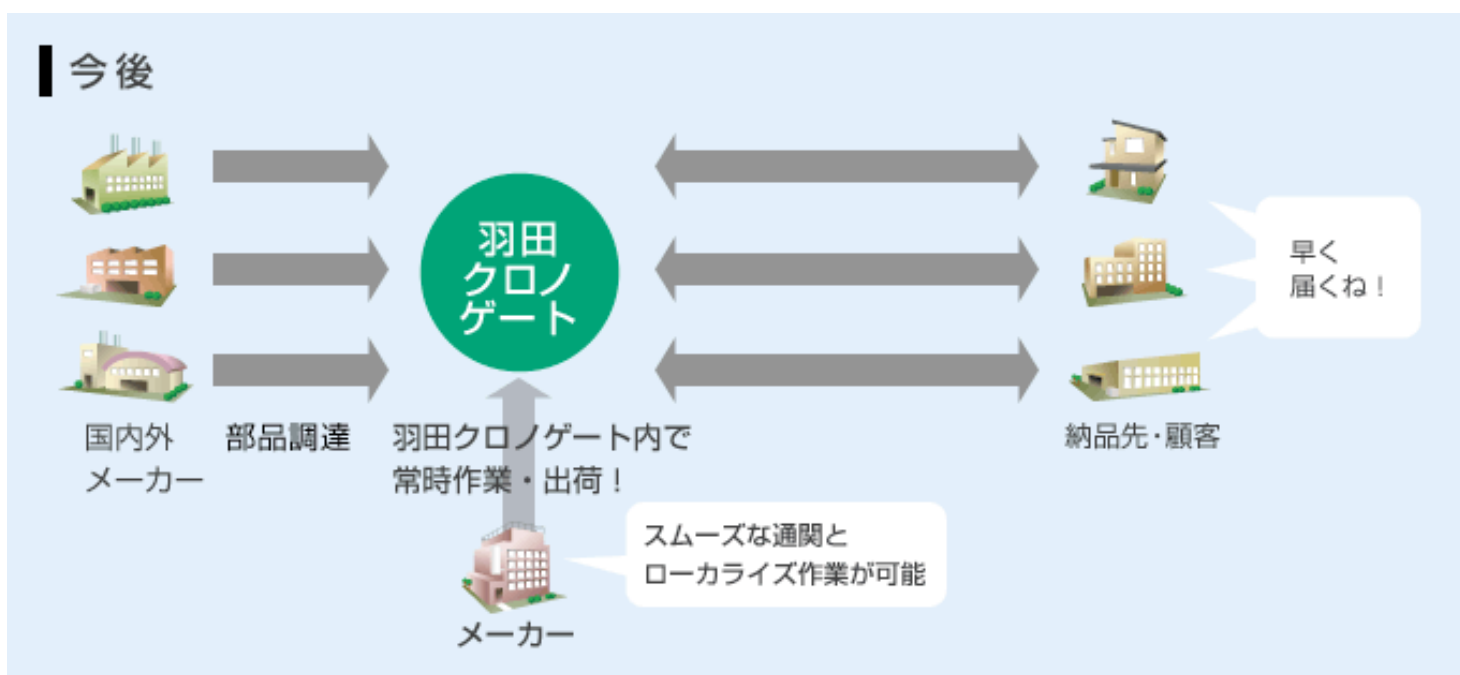 今後
羽田
クロノ
ゲート
早く
届くね！
国内外
メーカー
部品調達
羽田クロノゲート内で
常時作業・出荷！
納品先・顧客
スムーズな通関と
ローカライズ作業が可能
メーカー